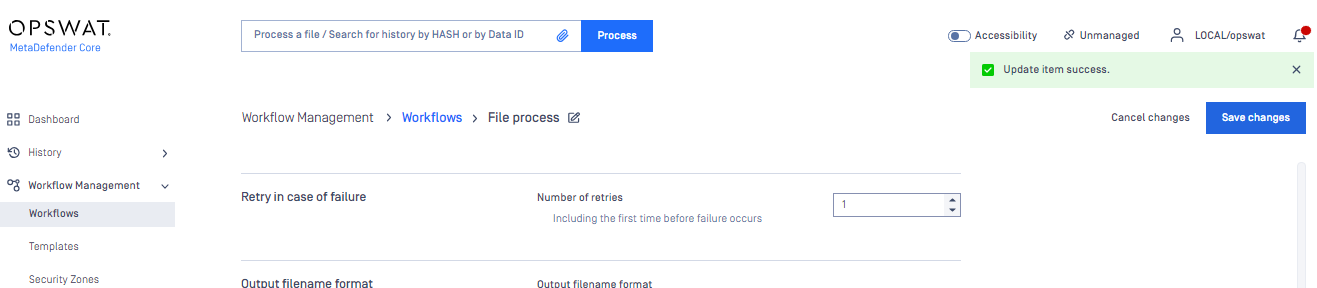 OPSWAT.
MetaDefender Core
Process a file / Search for history by HASH or by Data ID
Process
Accessibility
Unmanaged
LOCAL/opswat
Update item success.
Workflow Management > Workflows > File process
Cancel changes
Save changes
Dashboard
History
Workflow Management
Workflows
Templates
Security Zones
Retry in case of failure
Number of retries
Including the first time before failure occurs
1
Output filename format
Output filename format